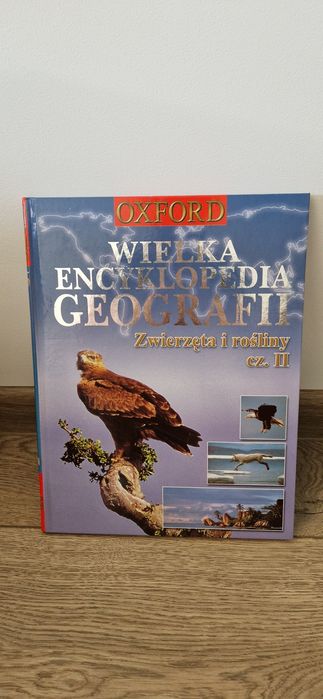 OXFORD
WIELKA
ENCYKLOPEDIA
GEOGRAFII
Zwierzęta i rośliny
cz. II